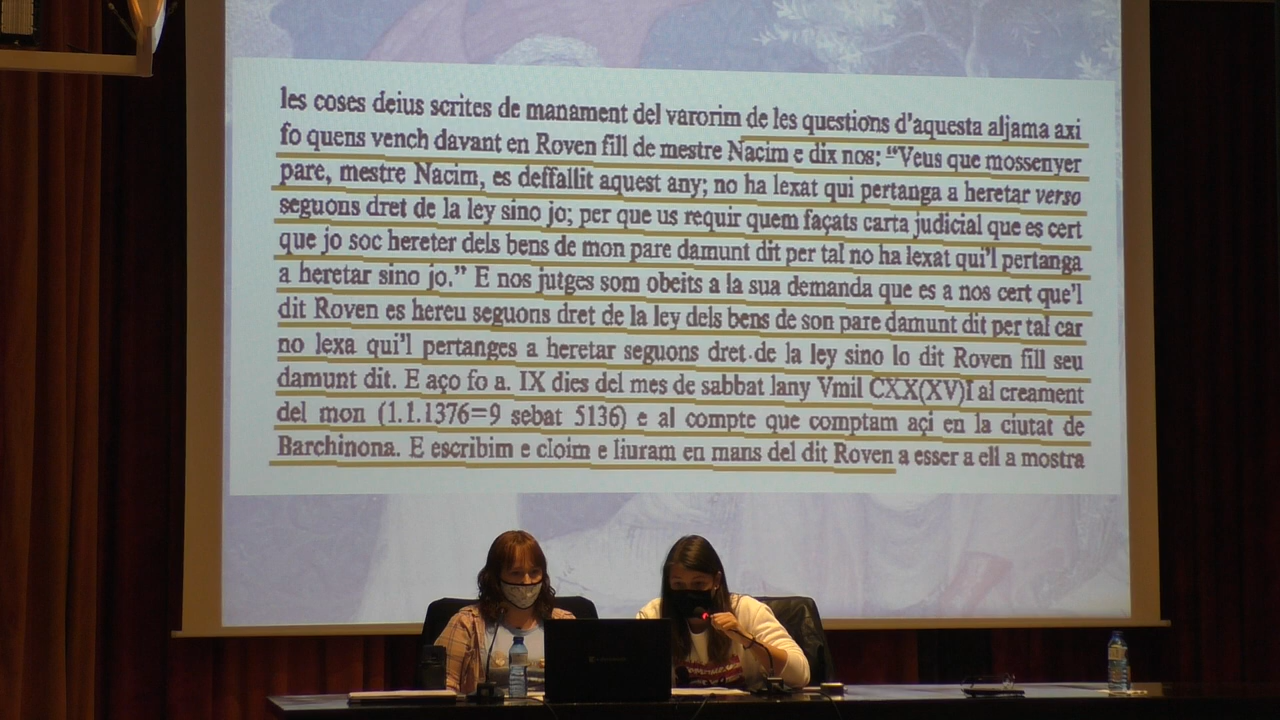 les coses deius scrites de manament del varorim de les questions d'aquesta aljama axi
fo quens vench davant en Roven fill de mestre Nacim e dix nos: “Veus que mossenyer
pare, mestre Nacim, es deffallit aquest any; no ha lexat qui pertanga a heretar verso
seguons dret de la ley sino jo; per que us requir quem façats carta judicial que es cert
que jo soc hereter dels bens de mon pare damunt dit per tal no ha lexat qui'l pertanga
a heretar sino jo.” E nos jutges som obeits a la sua demanda que es a nos cert que'l
dit Roven es hereu seguons dret de la ley dels bens de son pare damunt dit per tal car
no lexa qui'l pertanges a heretar seguons dret de la ley sino lo dit Roven fill seu
damunt dit. E aço fo a. IX dies del mes de sabbat lany Vmil CXX(XV)I al creament
del mon (1.1.1376=9 sebat 5136) e al compte que comptam açi en la ciutat de
Barchinona. E escribim e cloim e liuram en mans del dit Roven a esser a ell a mostra